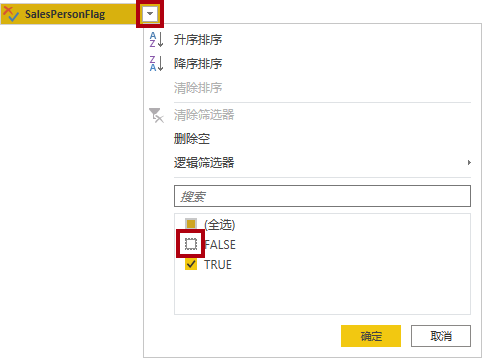 SalesPersonFlag
升序排序
降序排序
清除排序
清除筛选器
删除空
逻辑筛选器
搜索
(全选)
FALSE
TRUE
确定
取消